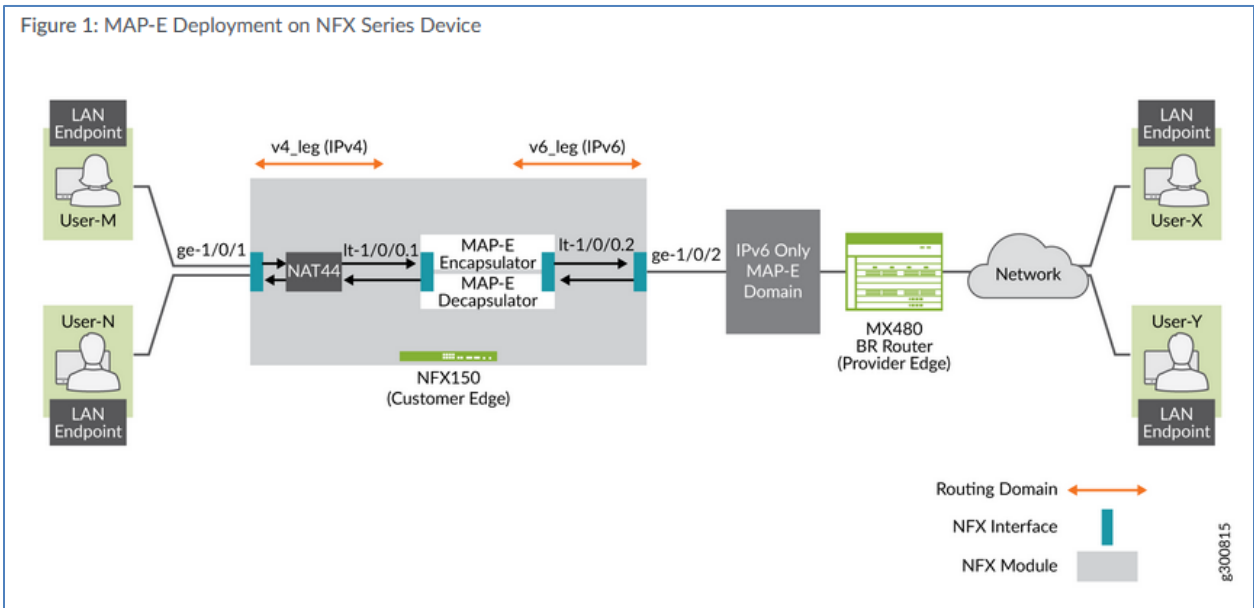 Figure 1: MAP-E Deployment on NFX Series Device
LAN
Endpoint
User-M
User-N
LAN
Endpoint
v4_leg (IPv4)
v6_leg (IPv6)
ge-1/0/1
NAT44
lt-1/0/0.1
MAP-E
Encapsulator
MAP-E
Decapsulator
lt-1/0/0.2
ge-1/0/2
NFX150
(Customer Edge)
IPv6 Only
MAP-E
Domain
MX480
BR Router
(Provider Edge)
Network
LAN
Endpoint
User-X
User-Y
LAN
Endpoint
Routing Domain
NFX Interface
NFX Module
g300815